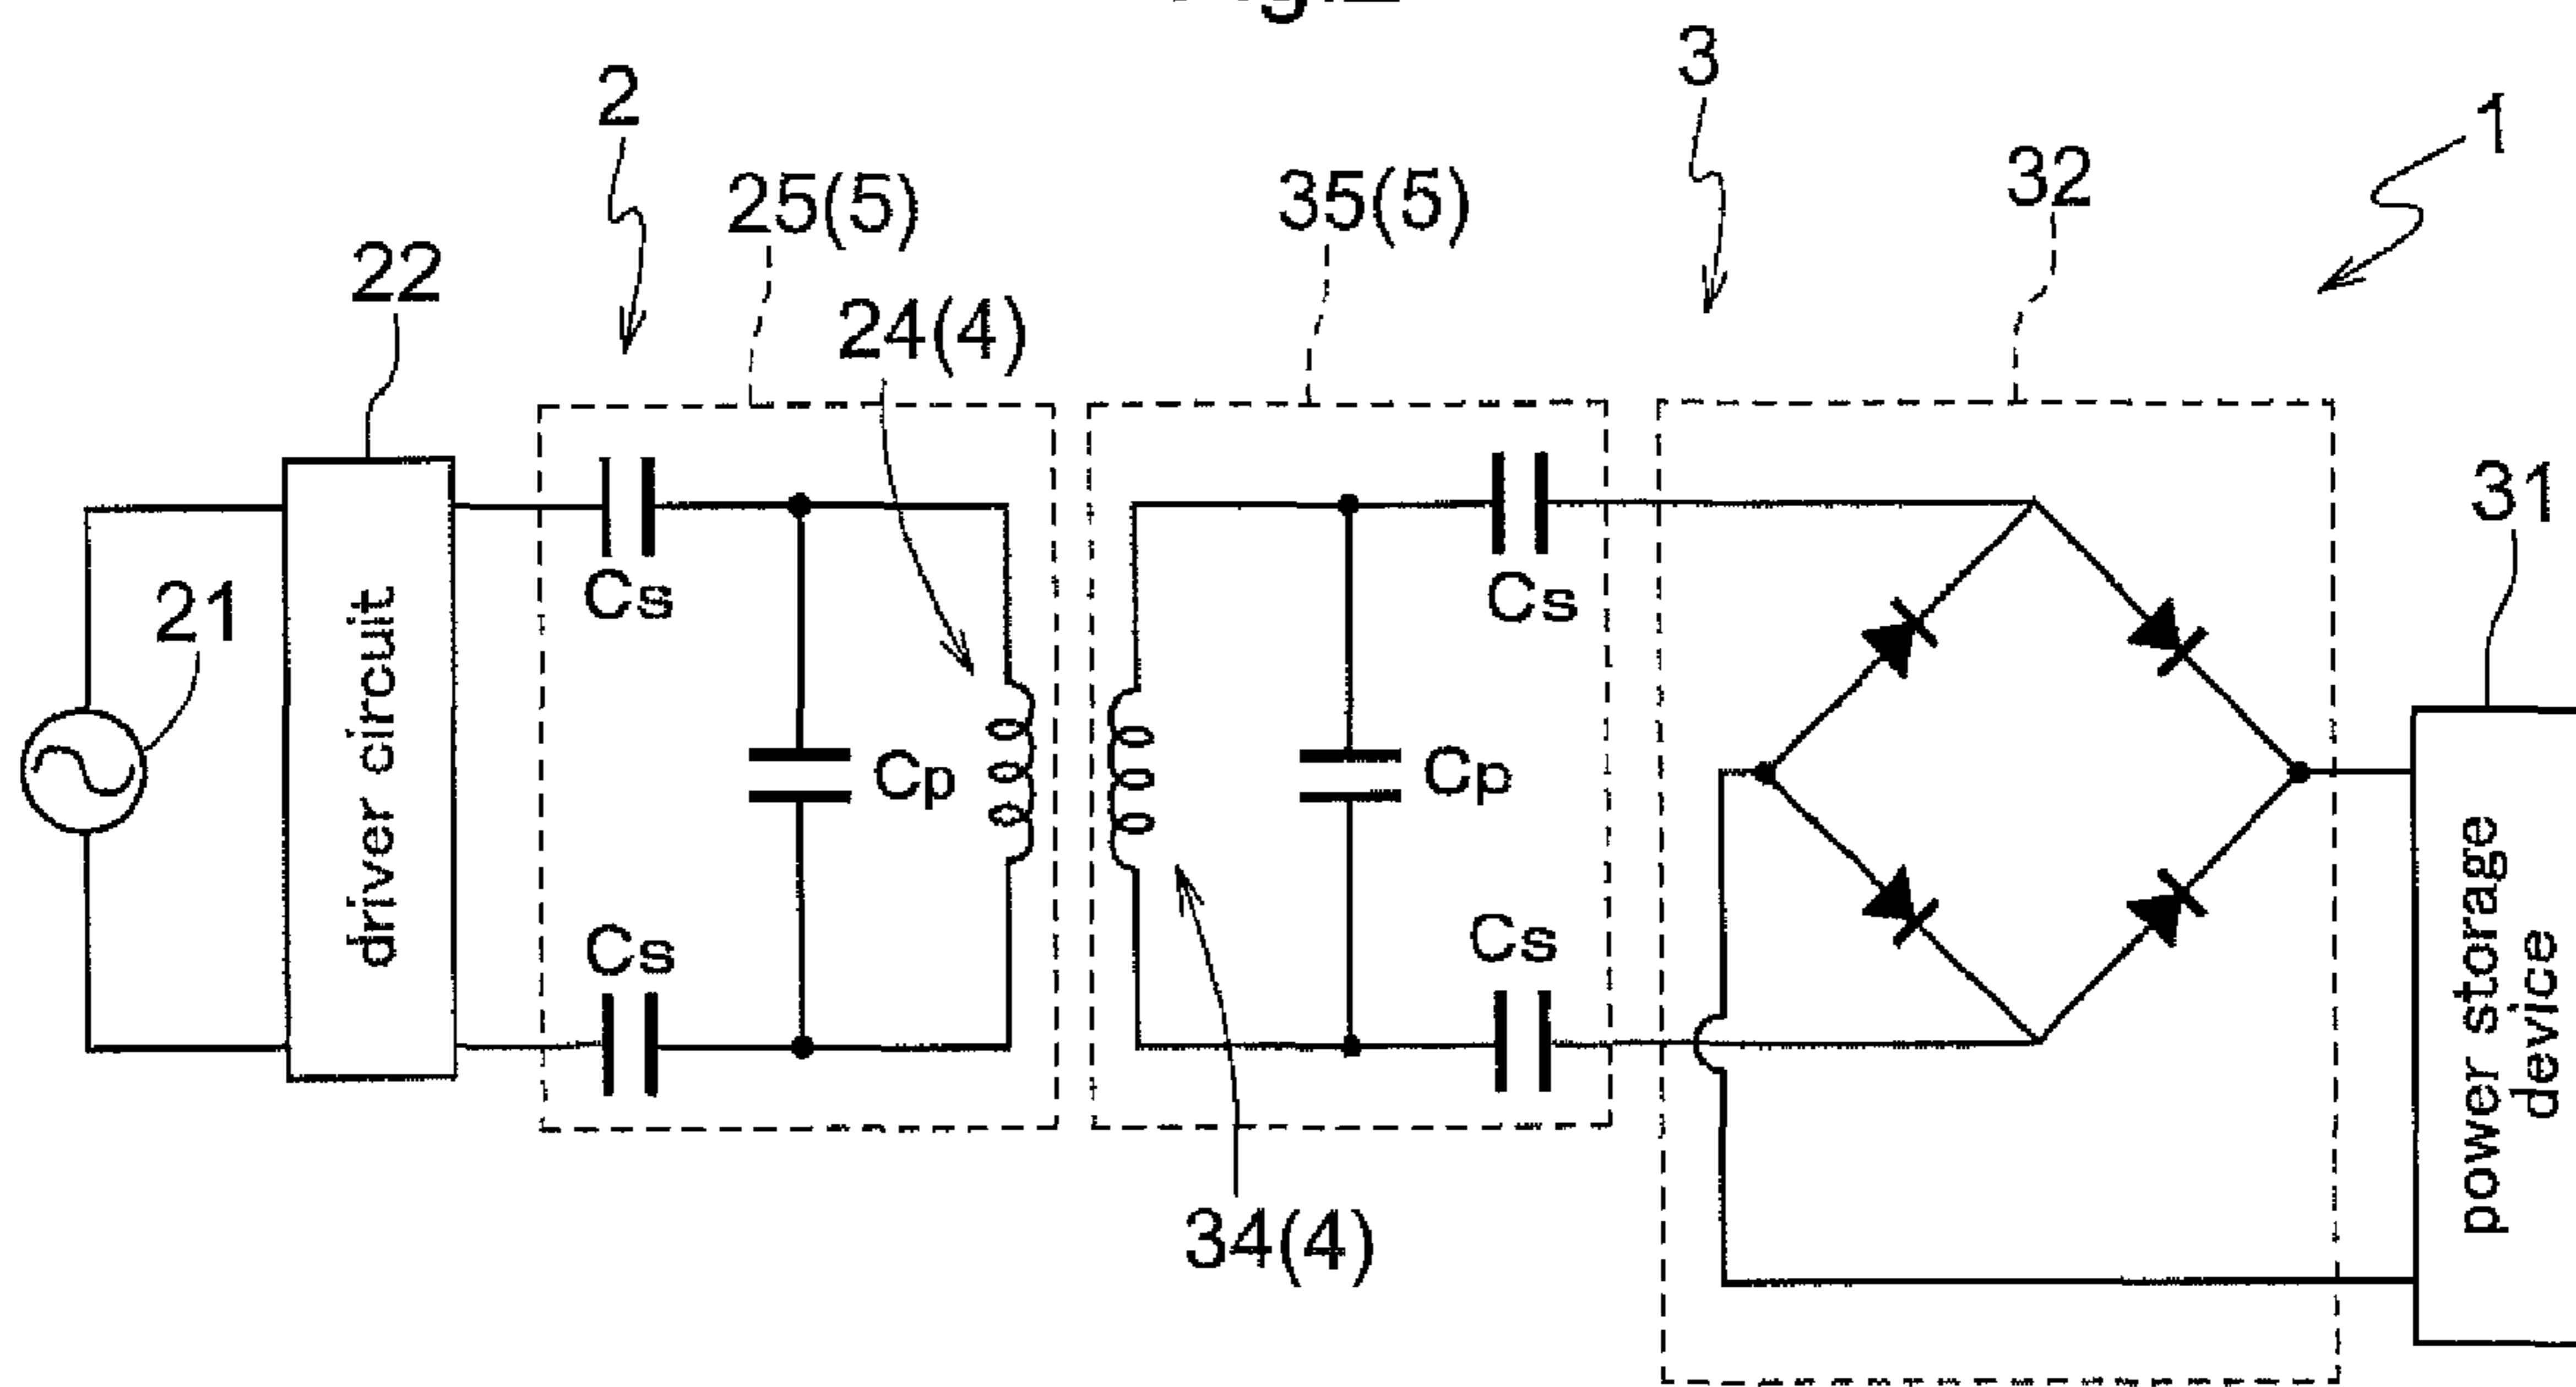 2
3
1
25(5)
35(5)
32
22
24(4)
31
21
driver circuit
Cs
Cs
Cp
Cp
Cs
Cs
34(4)
power storage
device